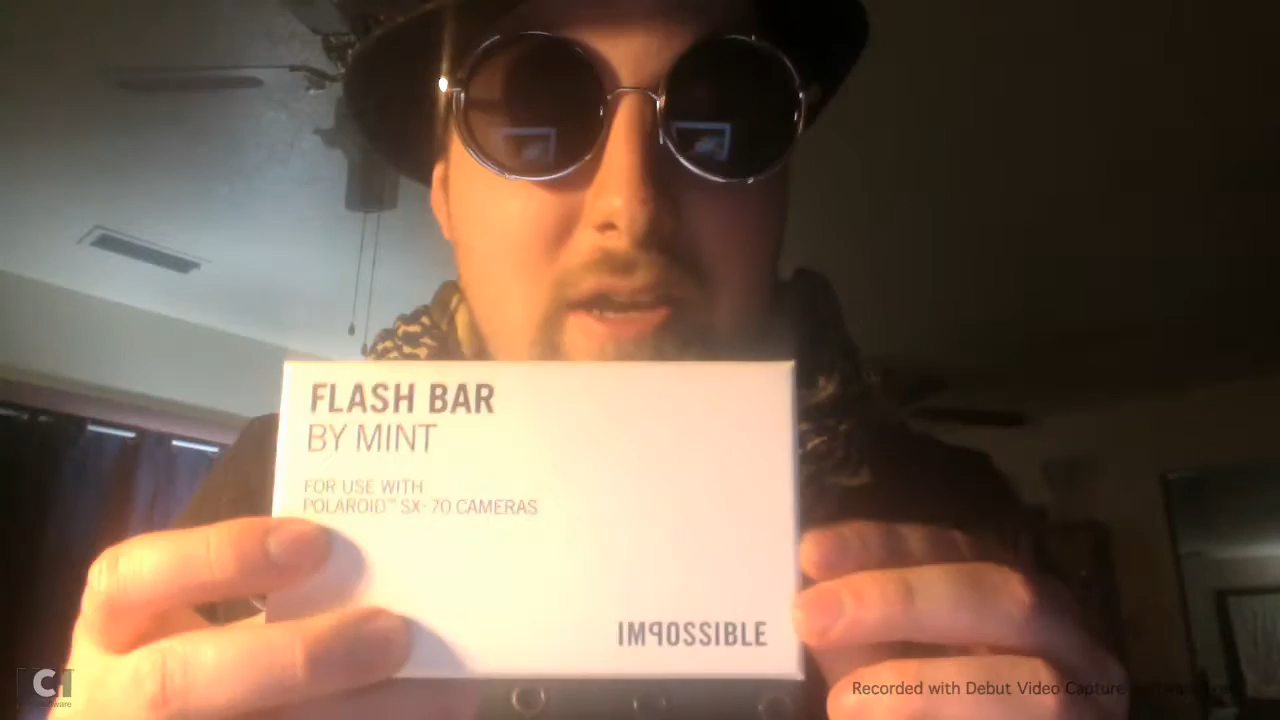 FLASH BAR
BY MINT
FOR USE WITH
POLAROID™ SX-70 CAMERAS
IMPOSSIBLE
Recorded with Debut Video Capture